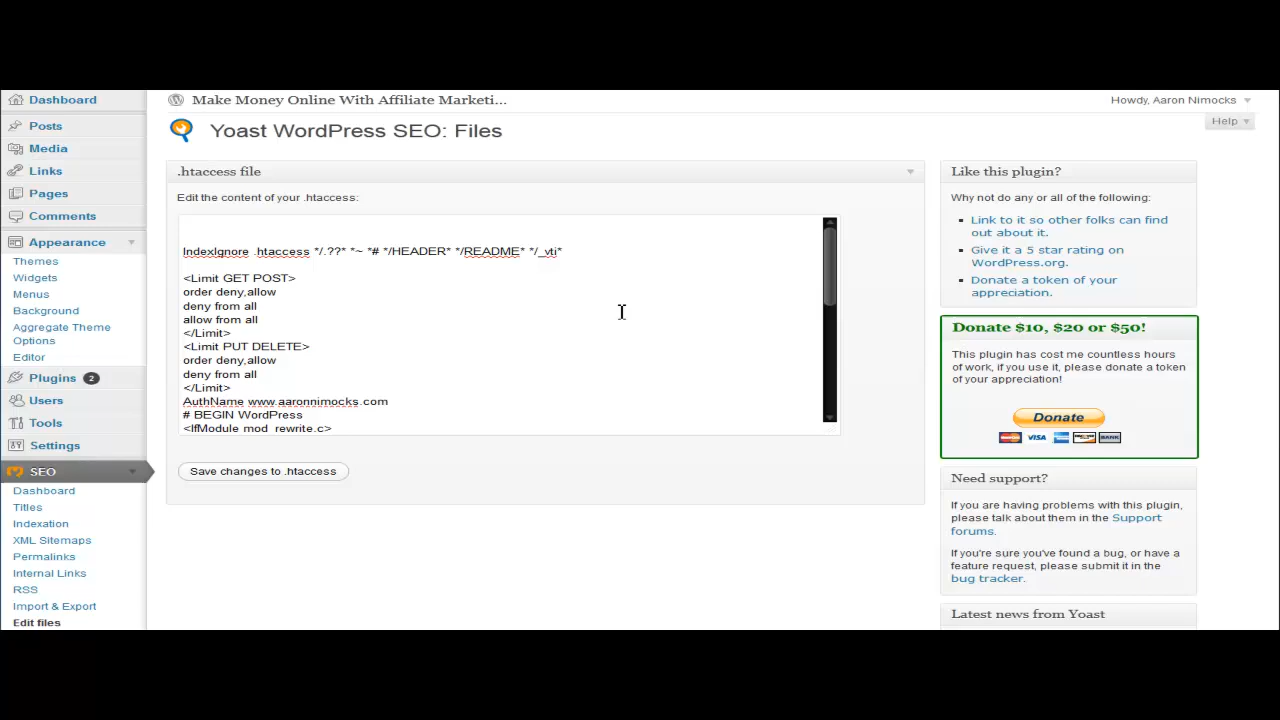 Dashboard
Posts
Media
Links
Pages
Comments
Appearance
Themes
Widgets
Menus
Background
Aggregate Theme
Options
Editor
Plugins 2
Users
Tools
Settings
SEO
Dashboard
Titles
Indexation
XML Sitemaps
Permalinks
Internal Links
RSS
Import & Export
Edit files
Make Money Online With Affiliate Marketi...
Howdy, Aaron Nimocks
Help
Yoast WordPress SEO: Files
.htaccess file
Edit the content of your .htaccess:
IndexIgnore .htaccess */.??* *~ *# */HEADER* */README* */_vti*
<Limit GET POST>
order deny,allow
deny from all
allow from all
</Limit>
<Limit PUT DELETE>
order deny,allow
deny from all
</Limit>
AuthName www.aaronnimocks.com
# BEGIN WordPress
<IfModule mod_rewrite.c>
Save changes to .htaccess
Like this plugin?
Why not do any or all of the following:
Link to it so other folks can find
out about it.
Give it a 5 star rating on
WordPress.org.
Donate a token of your
appreciation.
Donate $10, $20 or $50!
This plugin has cost me countless hours
of work, if you use it, please donate a token
of your appreciation!
Donate
VISA
BANK
Need support?
If you are having problems with this plugin,
please talk about them in the Support
forums.
If you're sure you've found a bug, or have a
feature request, please submit it in the
bug tracker.
Latest news from Yoast